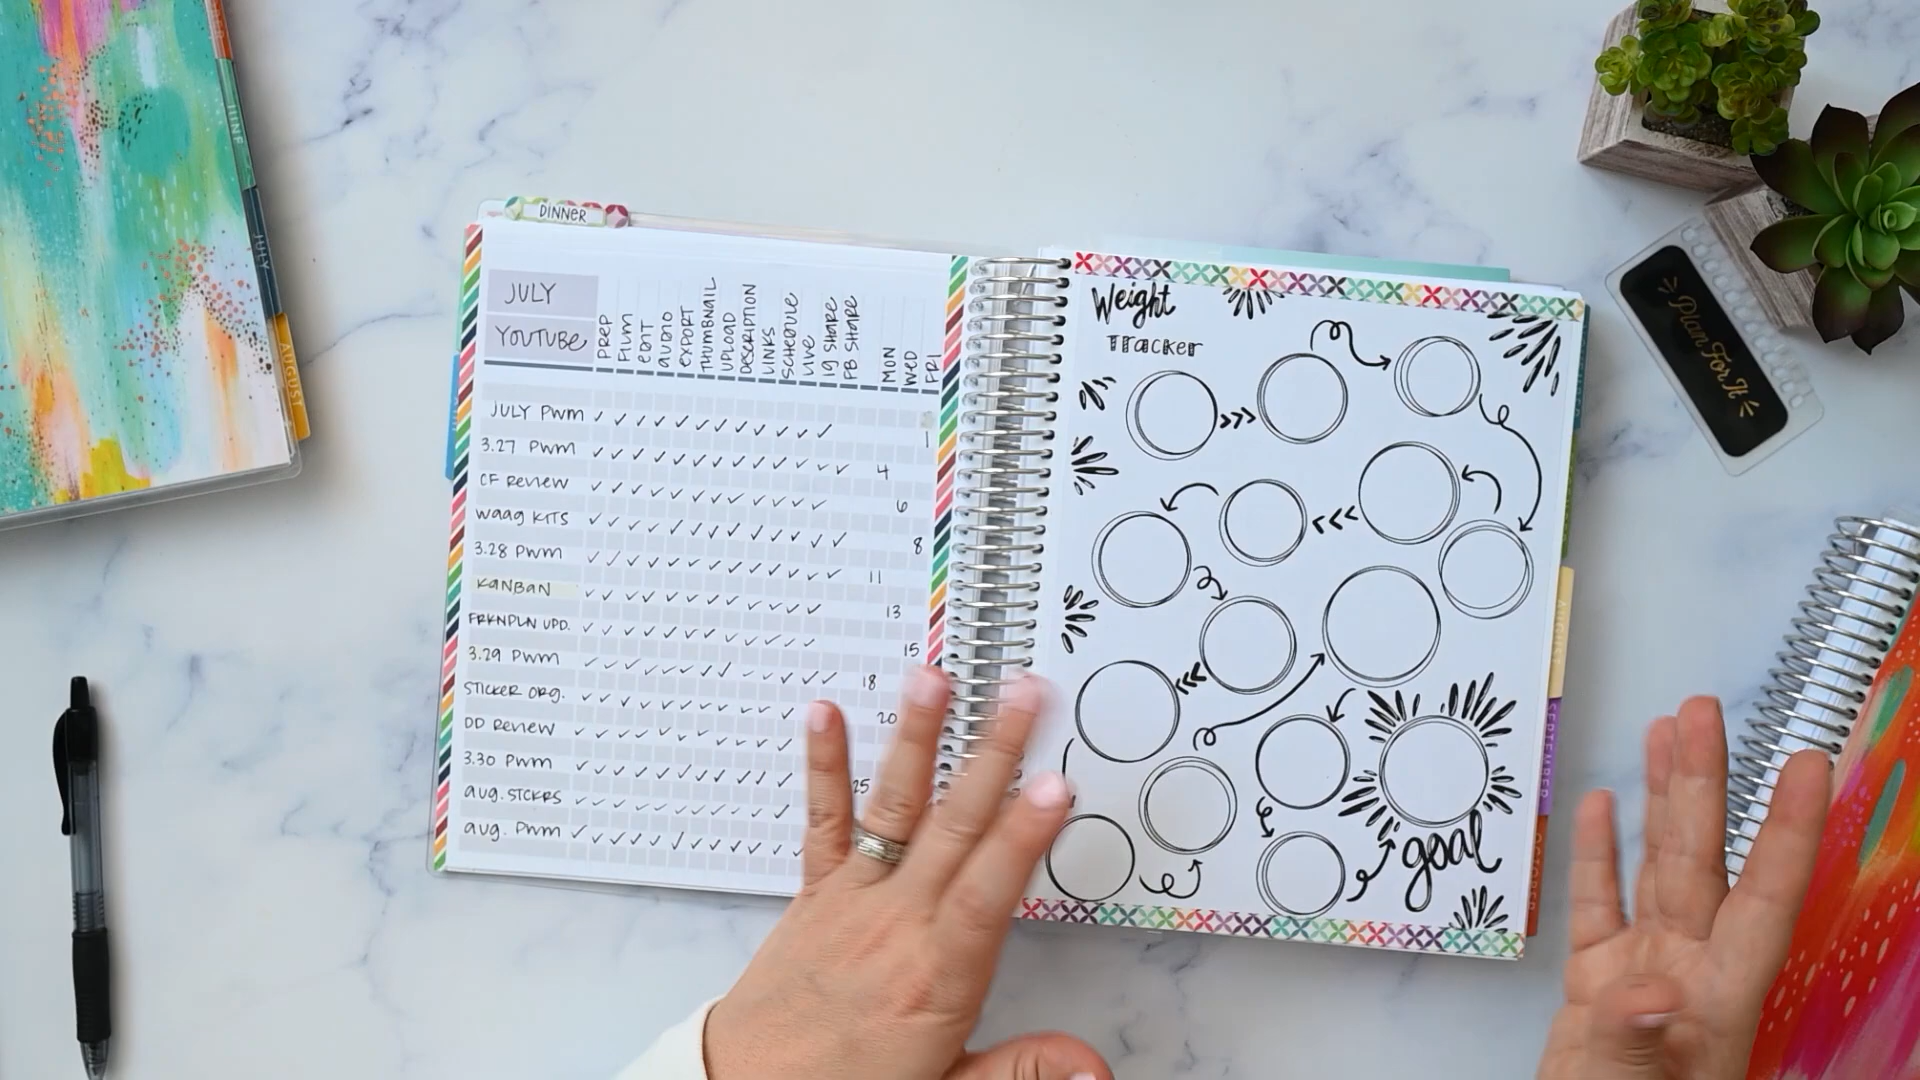 JUNE
JULY
AUGUST
DINNER
JULY
YOUTUBE
PREP
FILM
EDIT
AUDIO
EXPORT
THUMBNAIL
UPLOAD
DESCRIPTION
LINKS
SCHEDULE
LIVE
IG SHARE
FB SHARE
MON
WED
FRI
JULY PWM ✓ ✓ ✓ ✓ ✓ ✓ ✓ ✓ ✓ ✓ ✓ ✓ 1
3.27 PWM ✓ ✓ ✓ ✓ ✓ ✓ ✓ ✓ ✓ ✓ ✓ ✓ ✓ 4
CF Review ✓ ✓ ✓ ✓ ✓ ✓ ✓ ✓ ✓ ✓ ✓ ✓ 6
waag KITS ✓ ✓ ✓ ✓ ✓ ✓ ✓ ✓ ✓ ✓ ✓ ✓ ✓ 8
3.28 PWM ✓ ✓ ✓ ✓ ✓ ✓ ✓ ✓ ✓ ✓ ✓ ✓ ✓ 11
KANBAN ✓ ✓ ✓ ✓ ✓ ✓ ✓ ✓ ✓ ✓ ✓ ✓ 13
FRKNPLN UPD. ✓ ✓ ✓ ✓ ✓ ✓ ✓ ✓ ✓ ✓ ✓ ✓ 15
3.29 PWM ✓ ✓ ✓ ✓ ✓ ✓ ✓ ✓ ✓ ✓ ✓ ✓ ✓ 18
STICKER ORG. ✓ ✓ ✓ ✓ ✓ ✓ ✓ ✓ ✓ ✓ ✓ 20
DD Review ✓ ✓ ✓ ✓ ✓ ✓ ✓ ✓ ✓ ✓ ✓
3.30 PWM ✓ ✓ ✓ ✓ ✓ ✓ ✓ ✓ ✓ ✓ ✓ 25
aug. STCKRS ✓ ✓ ✓ ✓ ✓ ✓ ✓ ✓ ✓ ✓ ✓
aug. PWM ✓ ✓ ✓ ✓ ✓ ✓ ✓ ✓ ✓ ✓ ✓ ✓
Weight
Tracker
goal
AUGUST
SEPTEMBER
OCTOBER
Plan For It